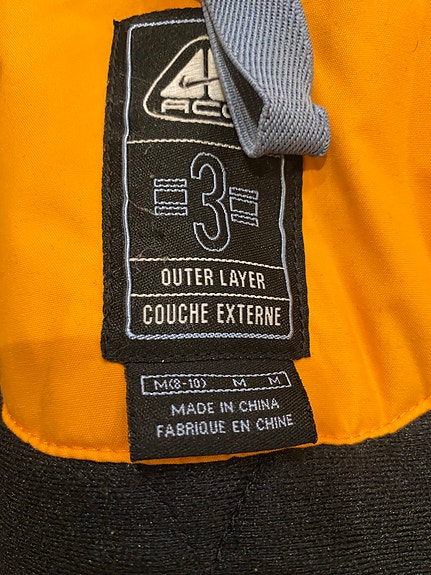 ACG
3
OUTER LAYER
COUCHE EXTERNE
M(8-10) M M
MADE IN CHINA
FABRIQUE EN CHINE